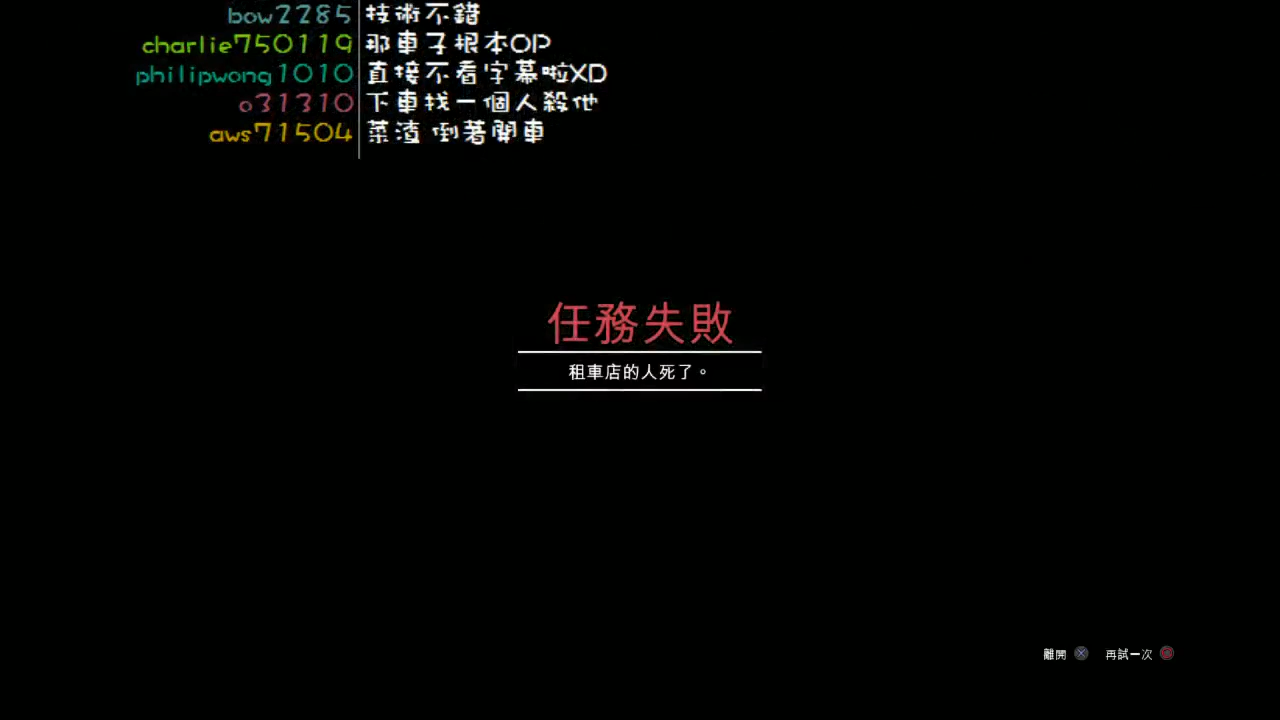 bow2285 技術不錯
charlie750119 那車子根本OP
philipwong1010 直接不看字幕啦XD
o31310 下車找一個人殺他
aws71504 菜渣 倒著開車
任務失敗
租車店的人死了。
離開 再試一次